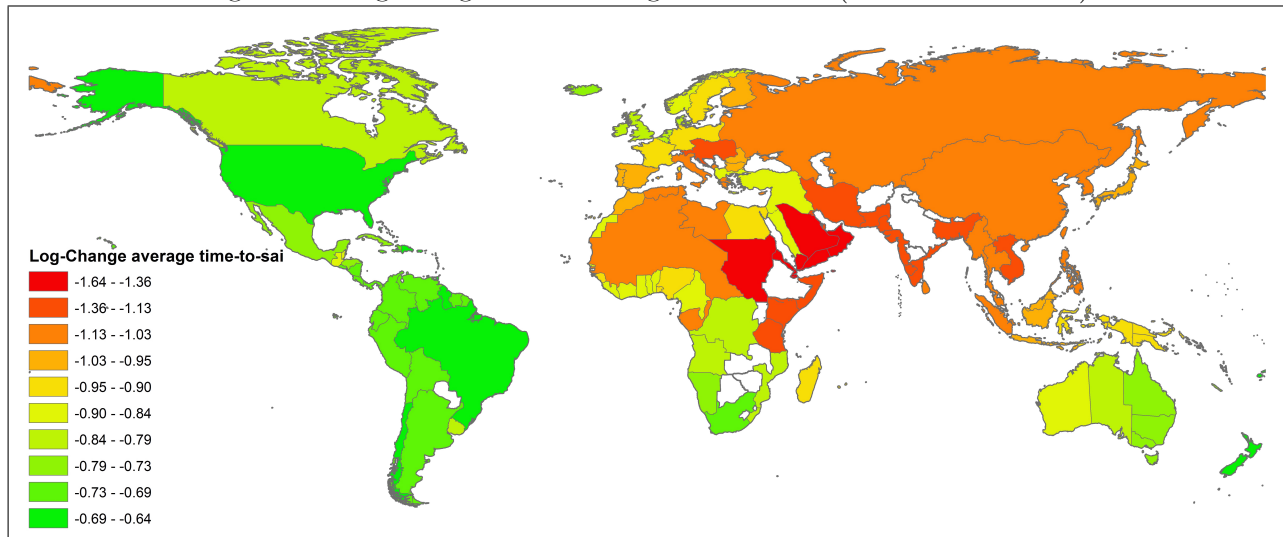 Log-Change average time-to-sai
-1.64 - -1.36
-1.36 - -1.13
-1.13 - -1.03
-1.03 - -0.95
-0.95 - -0.90
-0.90 - -0.84
-0.84 - -0.79
-0.79 - -0.73
-0.73 - -0.69
-0.69 - -0.64